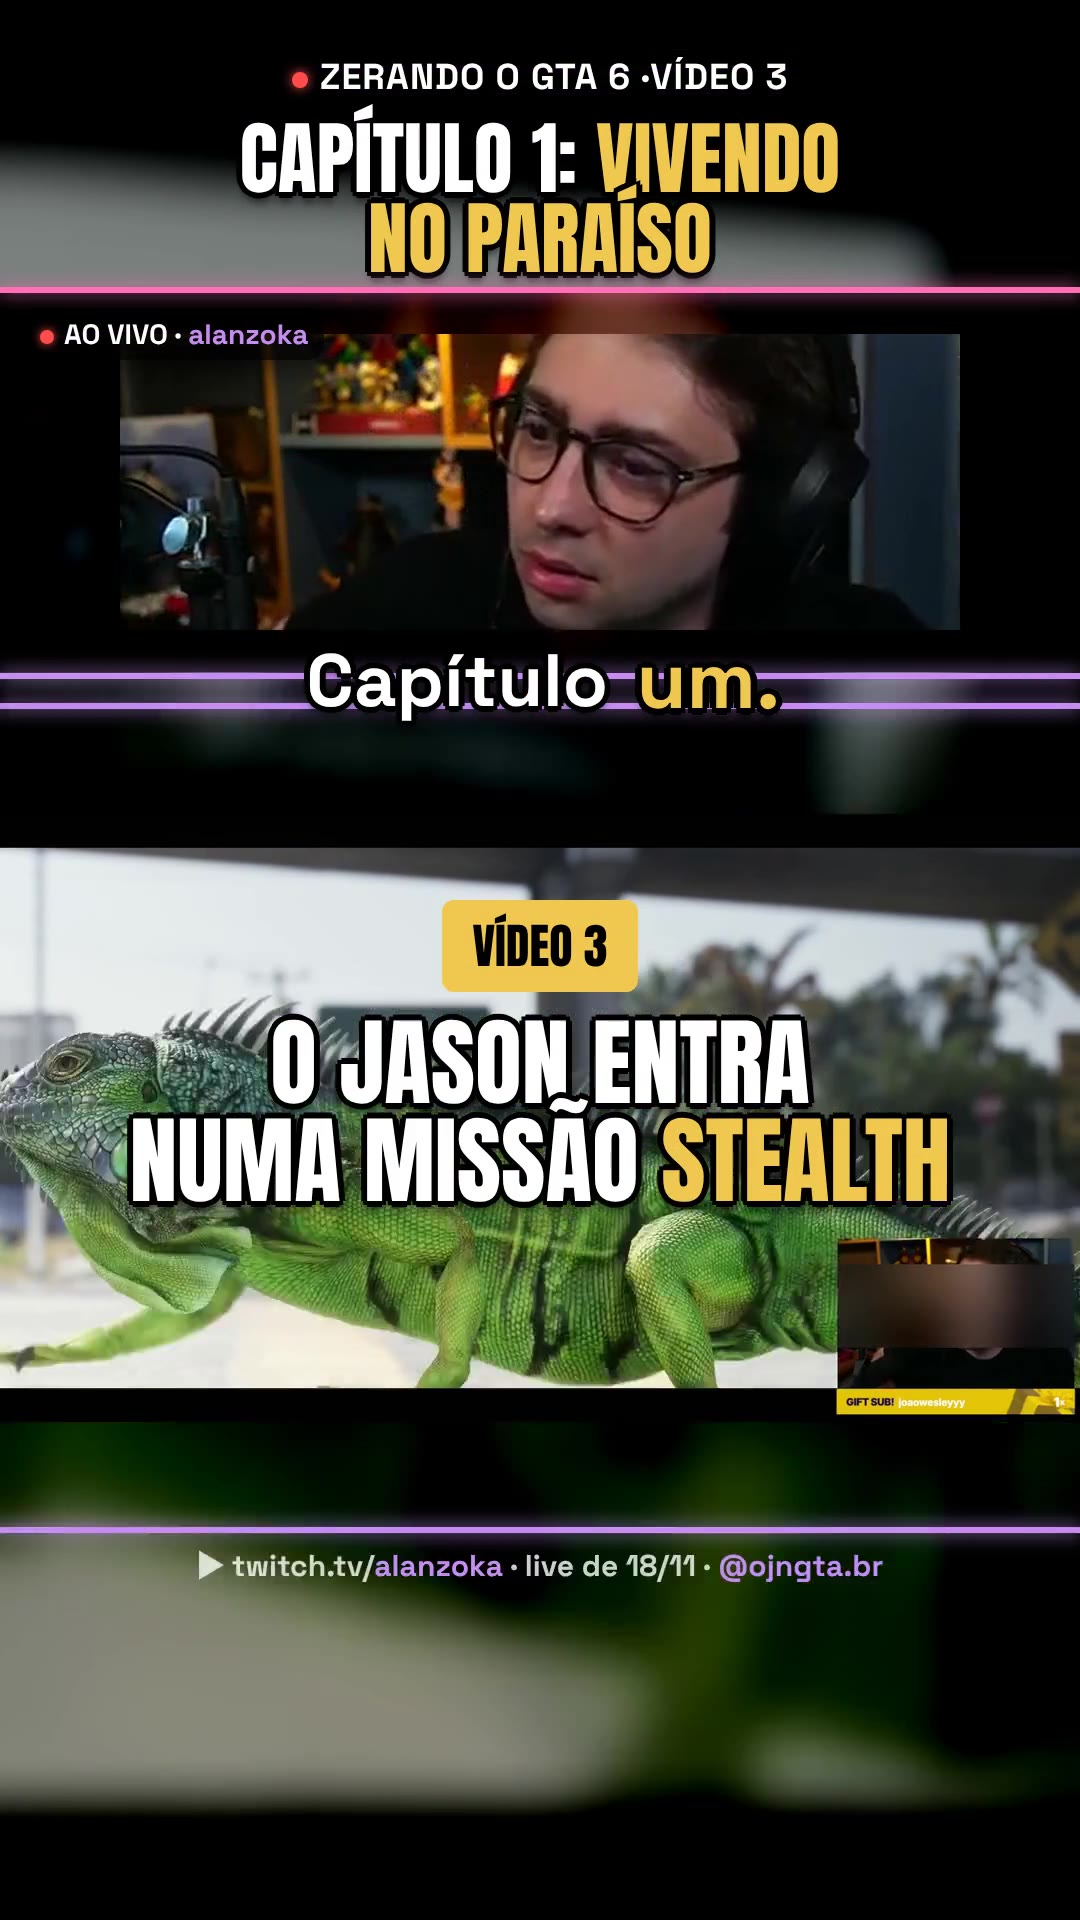 ZERANDO O GTA 6 · VÍDEO 3
CAPÍTULO 1: VIVENDO
NO PARAÍSO
AO VIVO · alanzoka
Capítulo um.
VÍDEO 3
O JASON ENTRA
NUMA MISSÃO STEALTH
GIFT SUB! joaowesleyyy 1x
twitch.tv/alanzoka · live de 18/11 · @ojngta.br